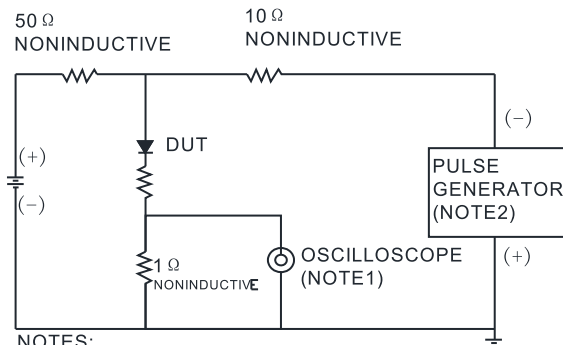 50 Ω
NONINDUCTIVE
10 Ω
NONINDUCTIVE
(+)
(−)
DUT
1 Ω
NONINDUCTIVE
OSCILLOSCOPE
(NOTE1)
(−)
PULSE
GENERATOR
(NOTE2)
(+)
NOTES: